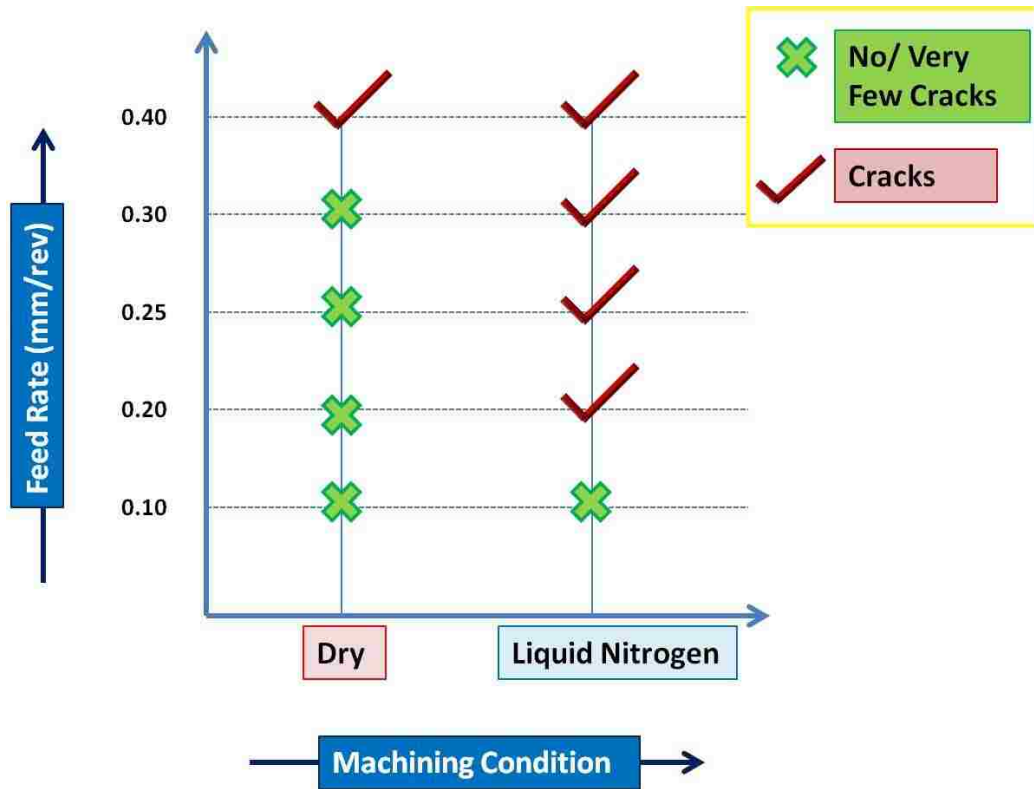 No/ Very
Few Cracks
Cracks
Feed Rate (mm/rev)
0.40
0.30
0.25
0.20
0.10
Dry
Liquid Nitrogen
Machining Condition